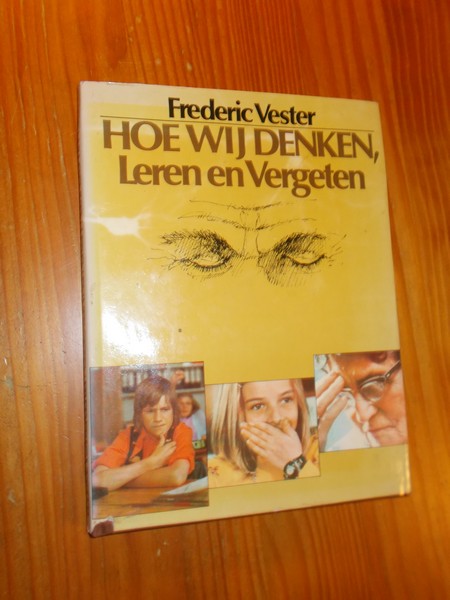 Frederic Vester
HOE WIJ DENKEN,
Leren en Vergeten